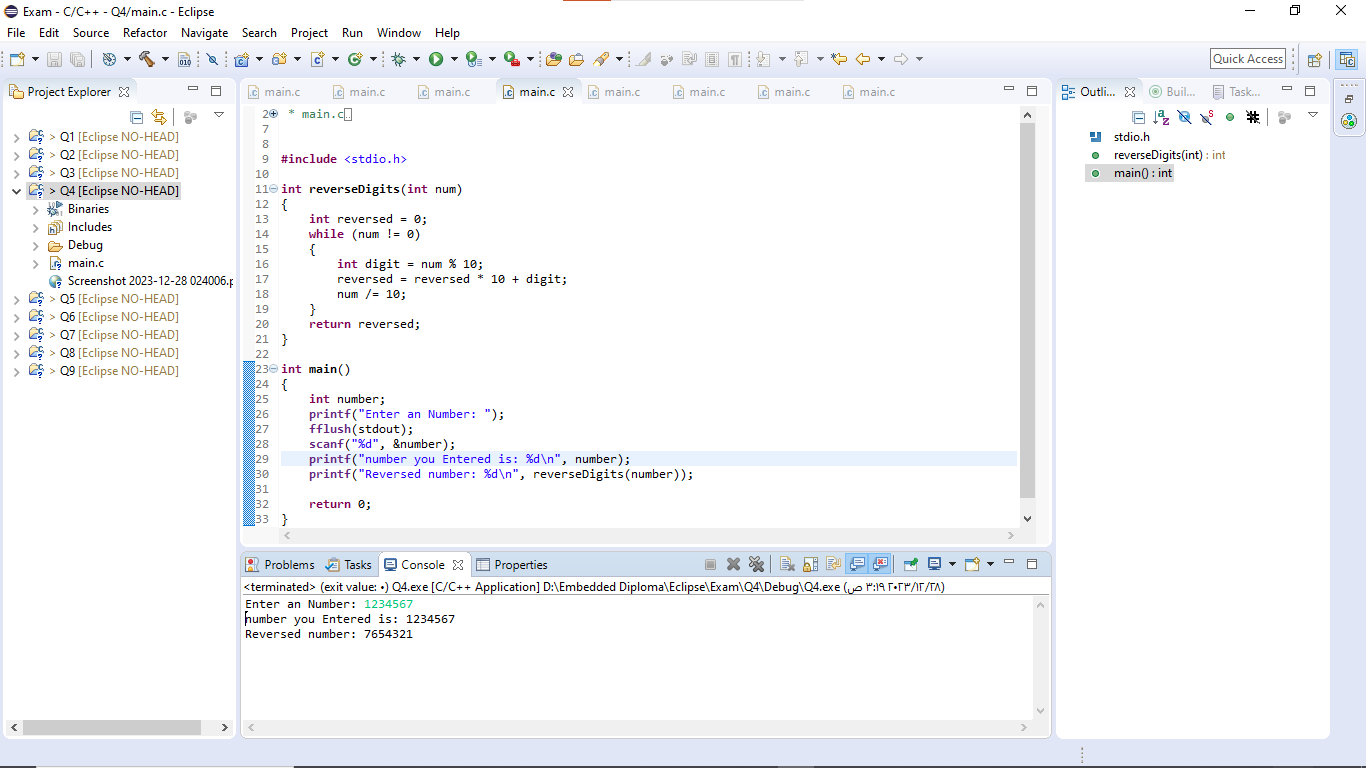 Exam - C/C++ - Q4/main.c - Eclipse
File Edit Source Refactor Navigate Search Project Run Window Help
Quick Access
Project Explorer
> Q1 [Eclipse NO-HEAD]
> Q2 [Eclipse NO-HEAD]
> Q3 [Eclipse NO-HEAD]
> Q4 [Eclipse NO-HEAD]
Binaries
Includes
Debug
main.c
Screenshot 2023-12-28 024006.p
> Q5 [Eclipse NO-HEAD]
> Q6 [Eclipse NO-HEAD]
> Q7 [Eclipse NO-HEAD]
> Q8 [Eclipse NO-HEAD]
> Q9 [Eclipse NO-HEAD]
main.c main.c main.c main.c main.c main.c main.c main.c
2 * main.c
7
8
9 #include <stdio.h>
10
11 int reverseDigits(int num)
12 {
13 int reversed = 0;
14 while (num != 0)
15 {
16 int digit = num % 10;
17 reversed = reversed * 10 + digit;
18 num /= 10;
19 }
20 return reversed;
21 }
22
23 int main()
24 {
25 int number;
26 printf("Enter an Number: ");
27 fflush(stdout);
28 scanf("%d", &number);
29 printf("number you Entered is: %d\n", number);
30 printf("Reversed number: %d\n", reverseDigits(number));
31
32 return 0;
33 }
Outli... Buil... Task...
stdio.h
reverseDigits(int) : int
main() : int
Problems Tasks Console Properties
<terminated> (exit value: ٠) Q4.exe [C/C++ Application] D:\Embedded Diploma\Eclipse\Exam\Q4\Debug\Q4.exe (٢٠٢٣/١٢/٢٨ ٣:١٩ ص)
Enter an Number: 1234567
number you Entered is: 1234567
Reversed number: 7654321